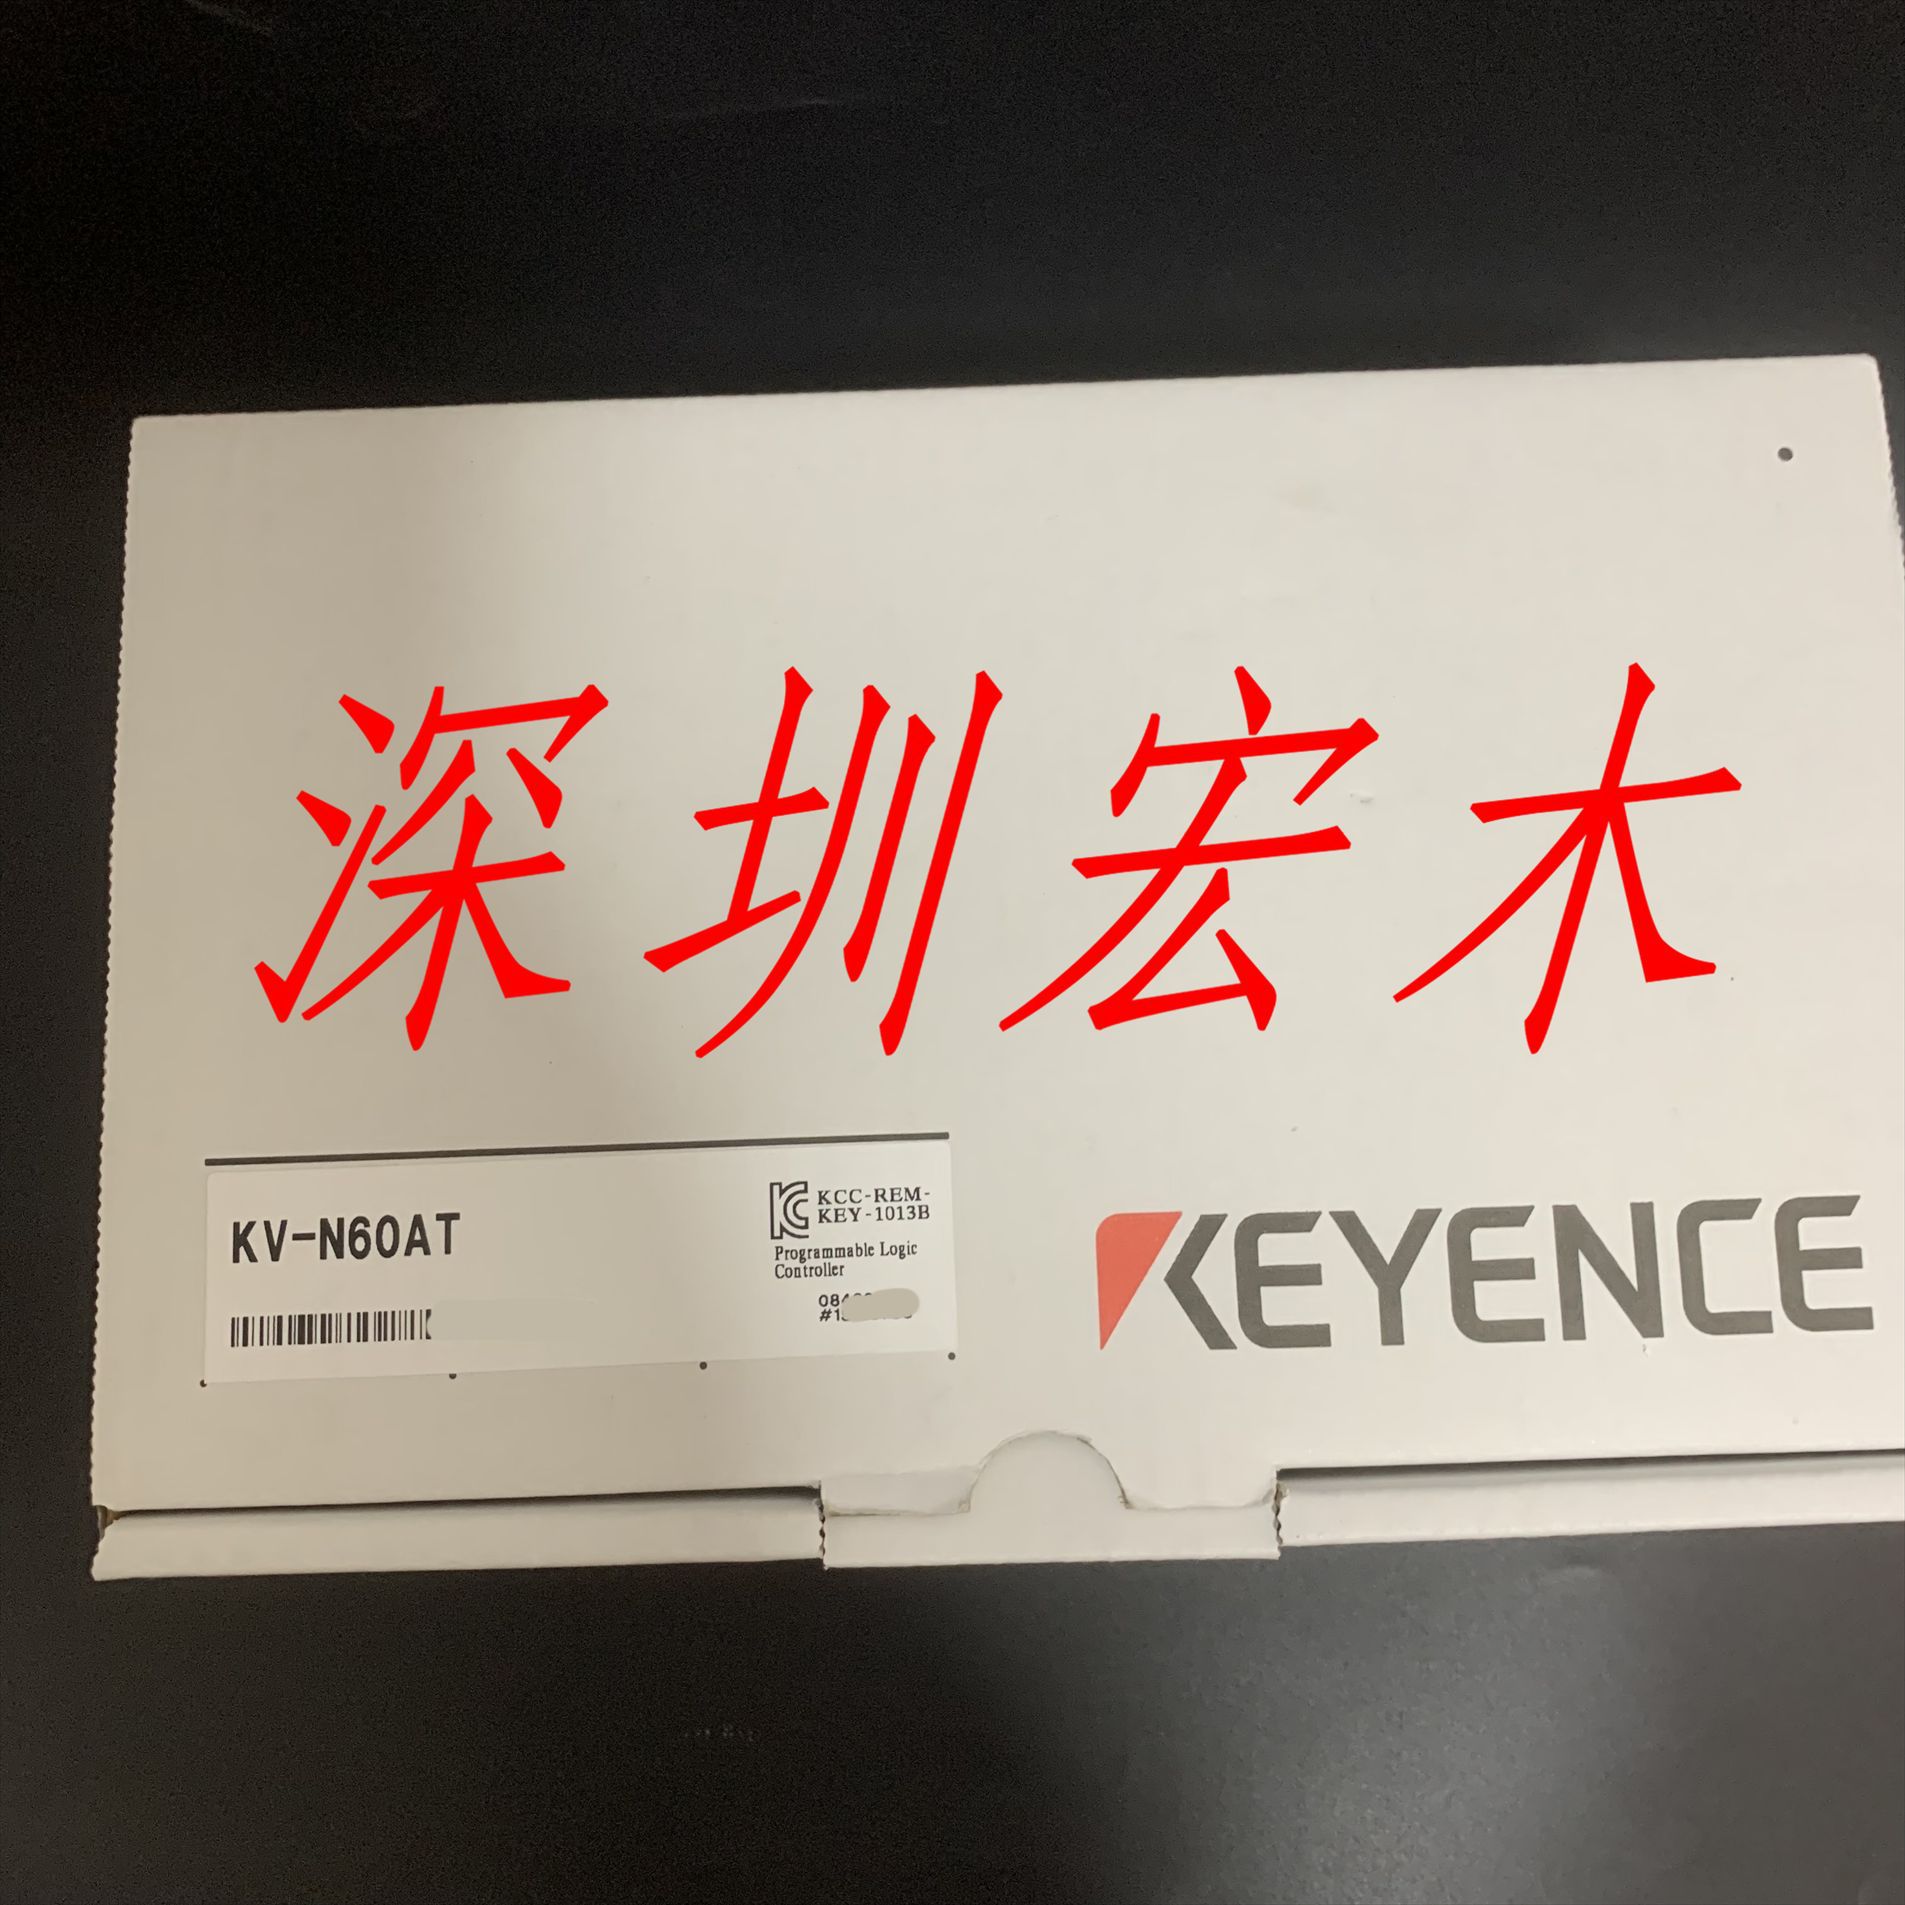 深圳宏木
KV-N60AT
KCC-REM-
KEY-1013B
Programmable Logic
Controller
KEYENCE